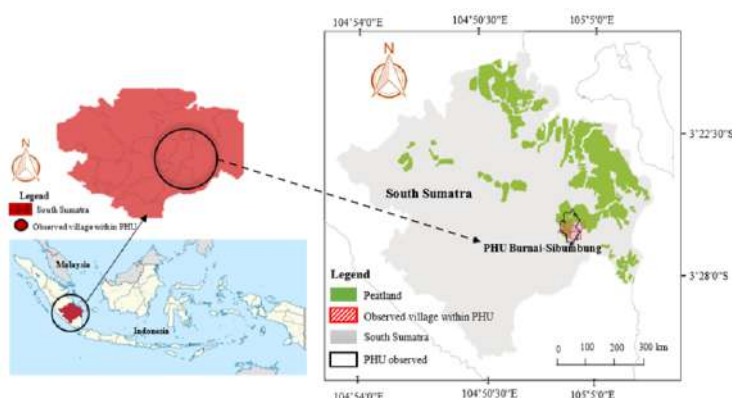 104°54'0"E 104°50'30"E 105°5'0"E
N
N
3°22'30"S
N
Legend
South Sumatra
Observed village within PHU
South Sumatra
PHU Burnai-Sibumbung
Malaysia
Indonesia
3°28'0"S
Legend
Peatland
Observed village within PHU
South Sumatra
PHU observed
0 100 200 300 km
104°54'0"E 104°50'30"E 105°5'0"E